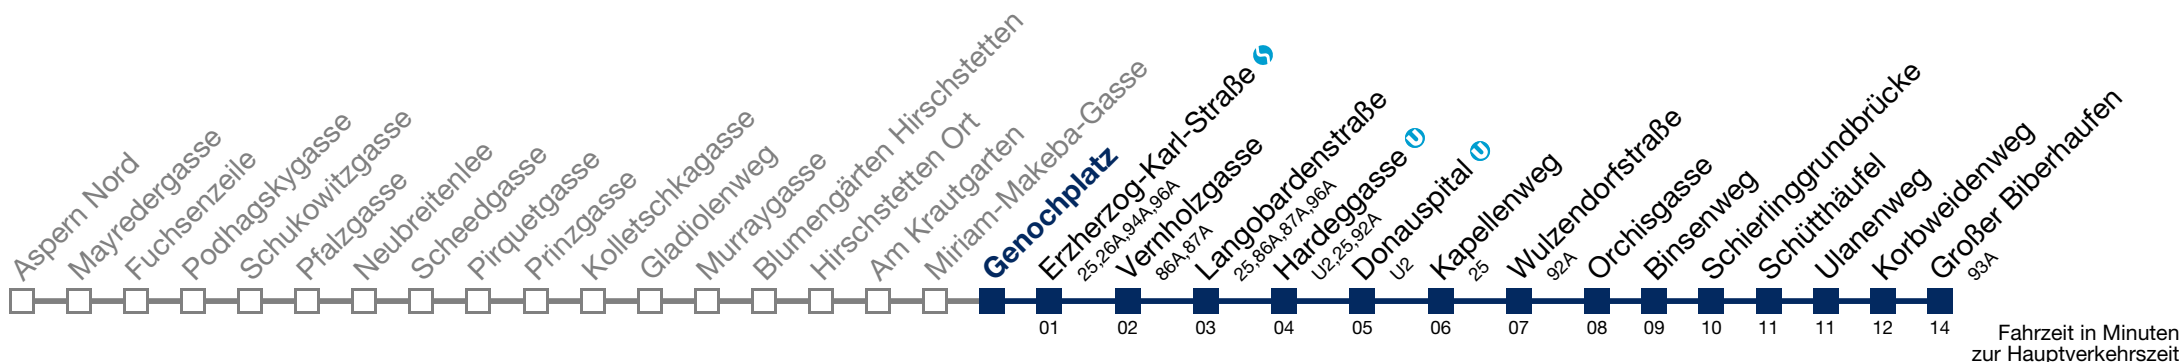 Aspern Nord
Mayredergasse
Fuchsenzeile
Podhagskygasse
Schukowitzgasse
Pfalzgasse
Neubreitenlee
Scheedgasse
Pirquetgasse
Prinzgasse
Kolletschkagasse
Gladiolenweg
Murraygasse
Blumengärten Hirschstetten
Hirschstetten Ort
Am Krautgarten
Miriam-Makeba-Gasse
Genochplatz
Erzherzog-Karl-Straße
25,26A,94A,96A
Vernholzgasse
86A,87A
Langobardenstraße
25,86A,87A,96A
Hardeggasse U
U2,25,92A
Donauspital U
U2
Kapellenweg
25
Wulzendorfstraße
92A
Orchisgasse
Binsenweg
Schierlinggrundbrücke
Schütthäufel
Ulanenweg
Korbweidenweg
Großer Biberhaufen
93A
01 02 03 04 05 06 07 08 09 10 11 11 12 14
Fahrzeit in Minuten
zur Hauptverkehrszeit